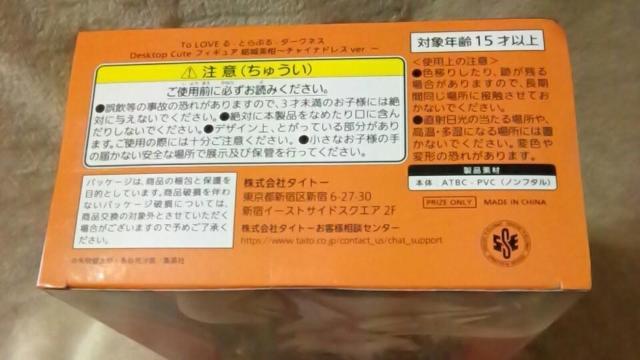 To LOVE る - とらぶる - ダークネス
Desktop Cute フィギュア 結城美柑 ～チャイナドレス ver. ～
対象年齢 15 才以上
⚠注意(ちゅうい)
ご使用前に必ずお読みください。
●誤飲等の事故の恐れがありますので、3才未満のお子様には絶
対に与えないでください。●絶対に本製品をなめたり口に含ん
だりしないでください。●デザイン上、とがっている部分があり
ます。ご使用の際には十分ご注意ください。●小さなお子様の手
の届かない安全な場所で展示及び保管を行ってください。
<使用上の注意>
●色移りしたり、跡が残る
場合がありますので、長期
間同じ場所に接触させてお
かないでください。
●直射日光の当たる場所や、
高温・多湿になる場所には置
かないでください。変色や
変形の恐れがあります。
製品素材
本体 ATBC-PVC (ノンフタル)
パッケージは、商品の梱包と保護を
目的としています。商品破損を伴わ
ないパッケージ破損については、
商品交換の対象外とさせていただく
場合がございますので予めご了承く
ださい。
株式会社タイトー
東京都新宿区新宿 6-27-30
新宿イーストサイドスクエア 2F
株式会社タイトーお客様相談センター
https://www.taito.co.jp/contact_us/chat_support
PRIZE ONLY
MADE IN CHINA